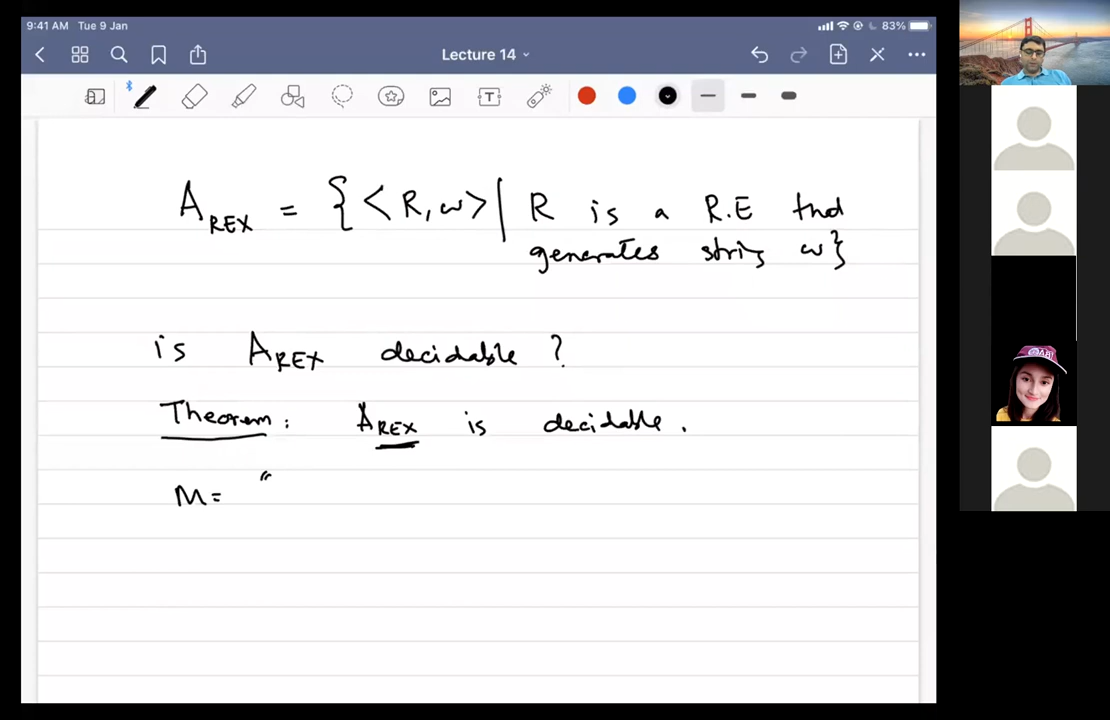 9:41 AM Tue 9 Jan
83%
Lecture 14
A_REX = { <R, w> | R is a R.E that
generates string w}
is A_REX decidable ?
Theorem : A_REX is decidable .
M = "